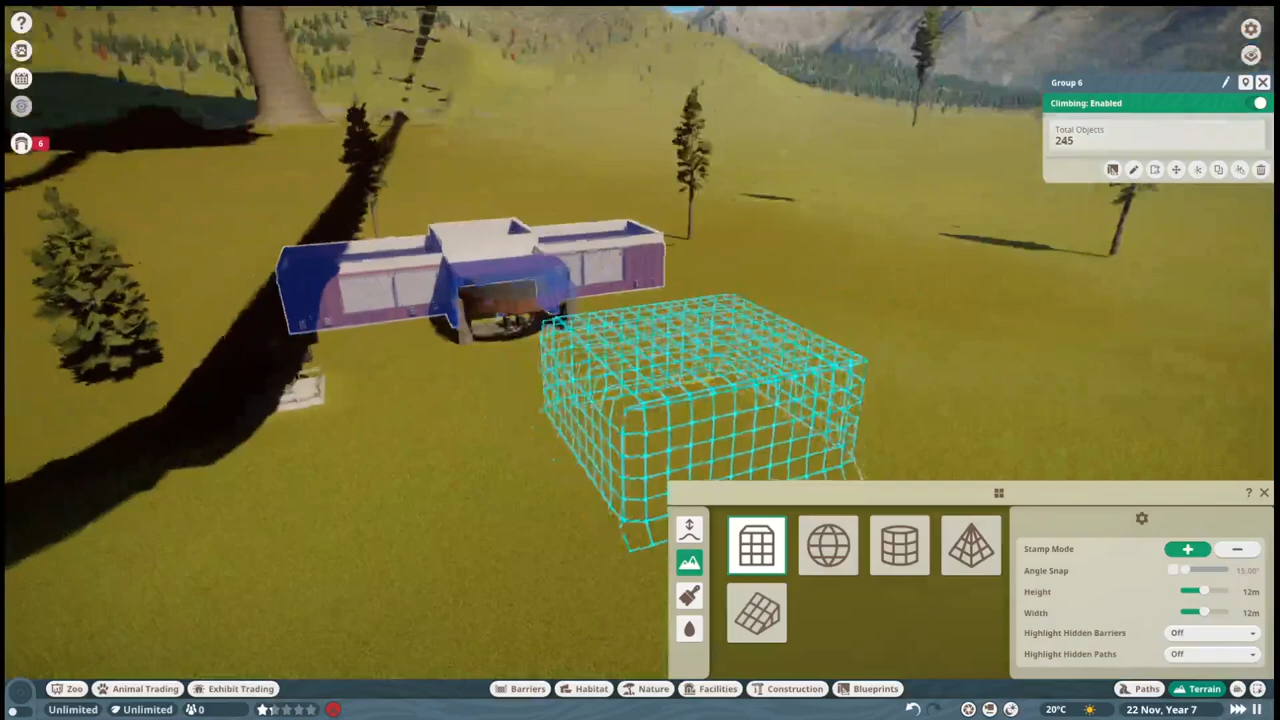 ?
6
Group 6
Climbing: Enabled
Total Objects
245
?
Stamp Mode
Angle Snap 15.00°
Height 12m
Width 12m
Highlight Hidden Barriers Off
Highlight Hidden Paths Off
Zoo Animal Trading Exhibit Trading Barriers Habitat Nature Facilities Construction Blueprints Paths Terrain
Unlimited Unlimited 0 20°C 22 Nov, Year 7